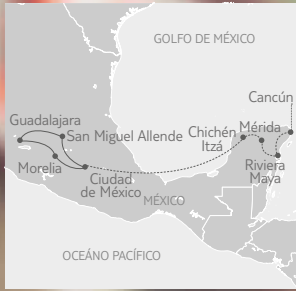 GOLFO DE MÉXICO
Cancún
Guadalajara
San Miguel Allende
Chichén
Itzá
Mérida
Morelia
Ciudad
de México
Riviera
Maya
MÉXICO
OCEÁNO PACÍFICO